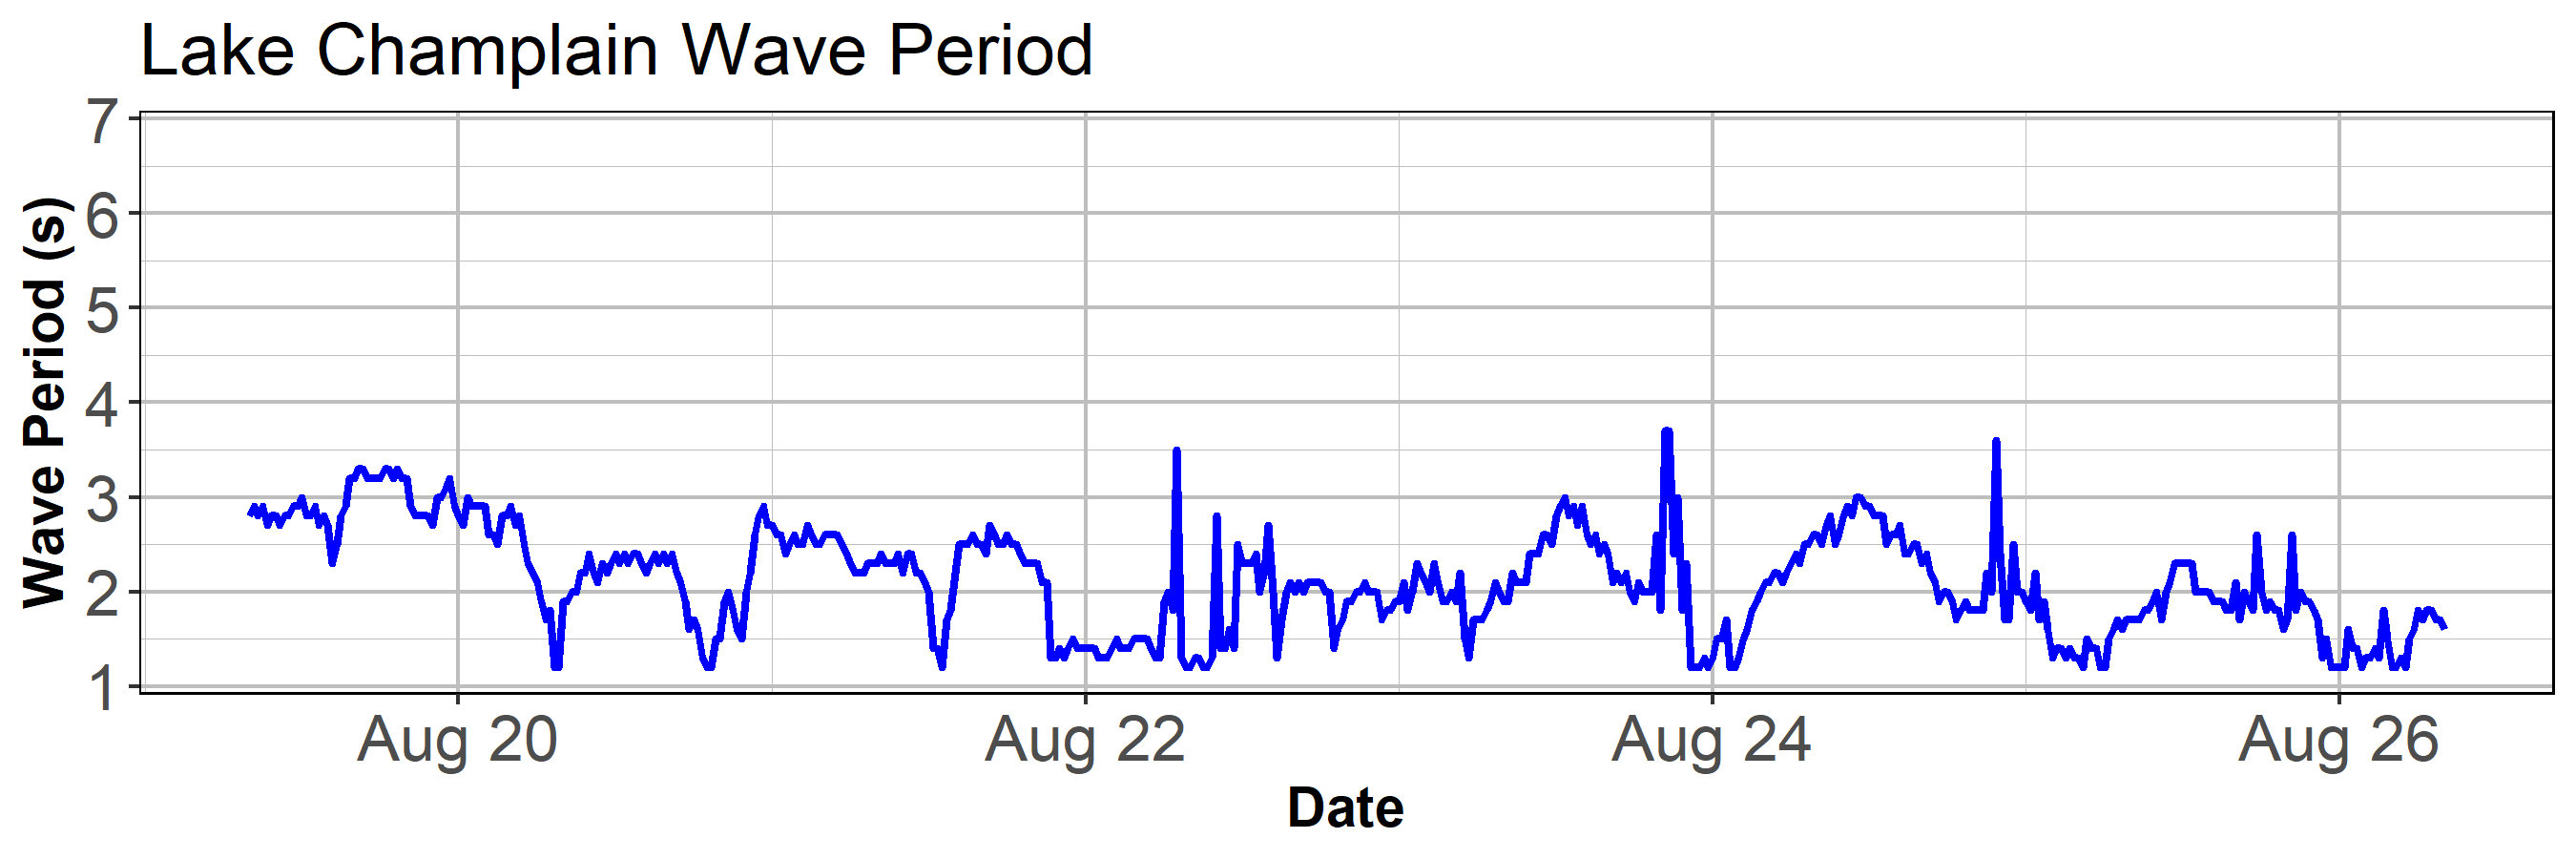 Lake Champlain Wave Period
Wave Period (s)
7
6
5
4
3
2
1
Aug 20
Aug 22
Aug 24
Aug 26
Date